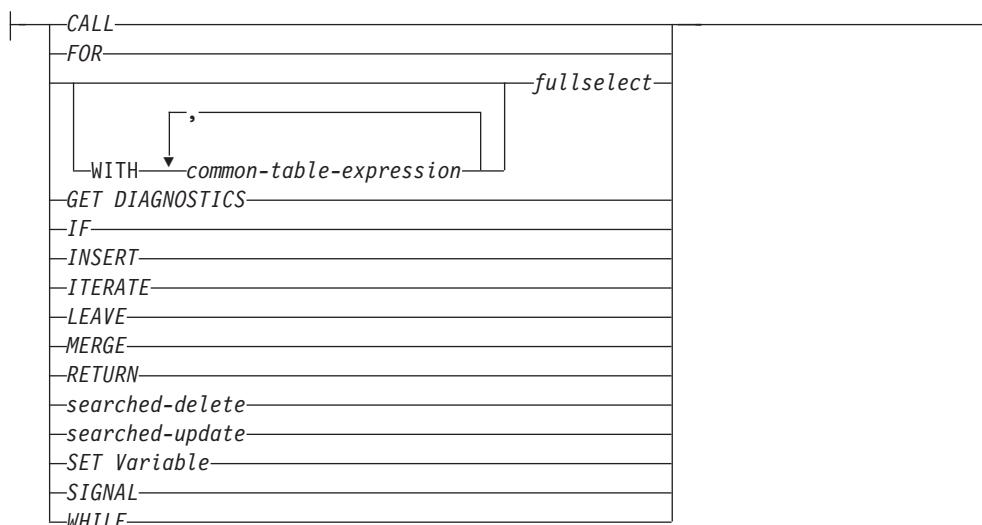 CALL
FOR
fullselect
,
WITH common-table-expression
GET DIAGNOSTICS
IF
INSERT
ITERATE
LEAVE
MERGE
RETURN
searched-delete
searched-update
SET Variable
SIGNAL
WHILE